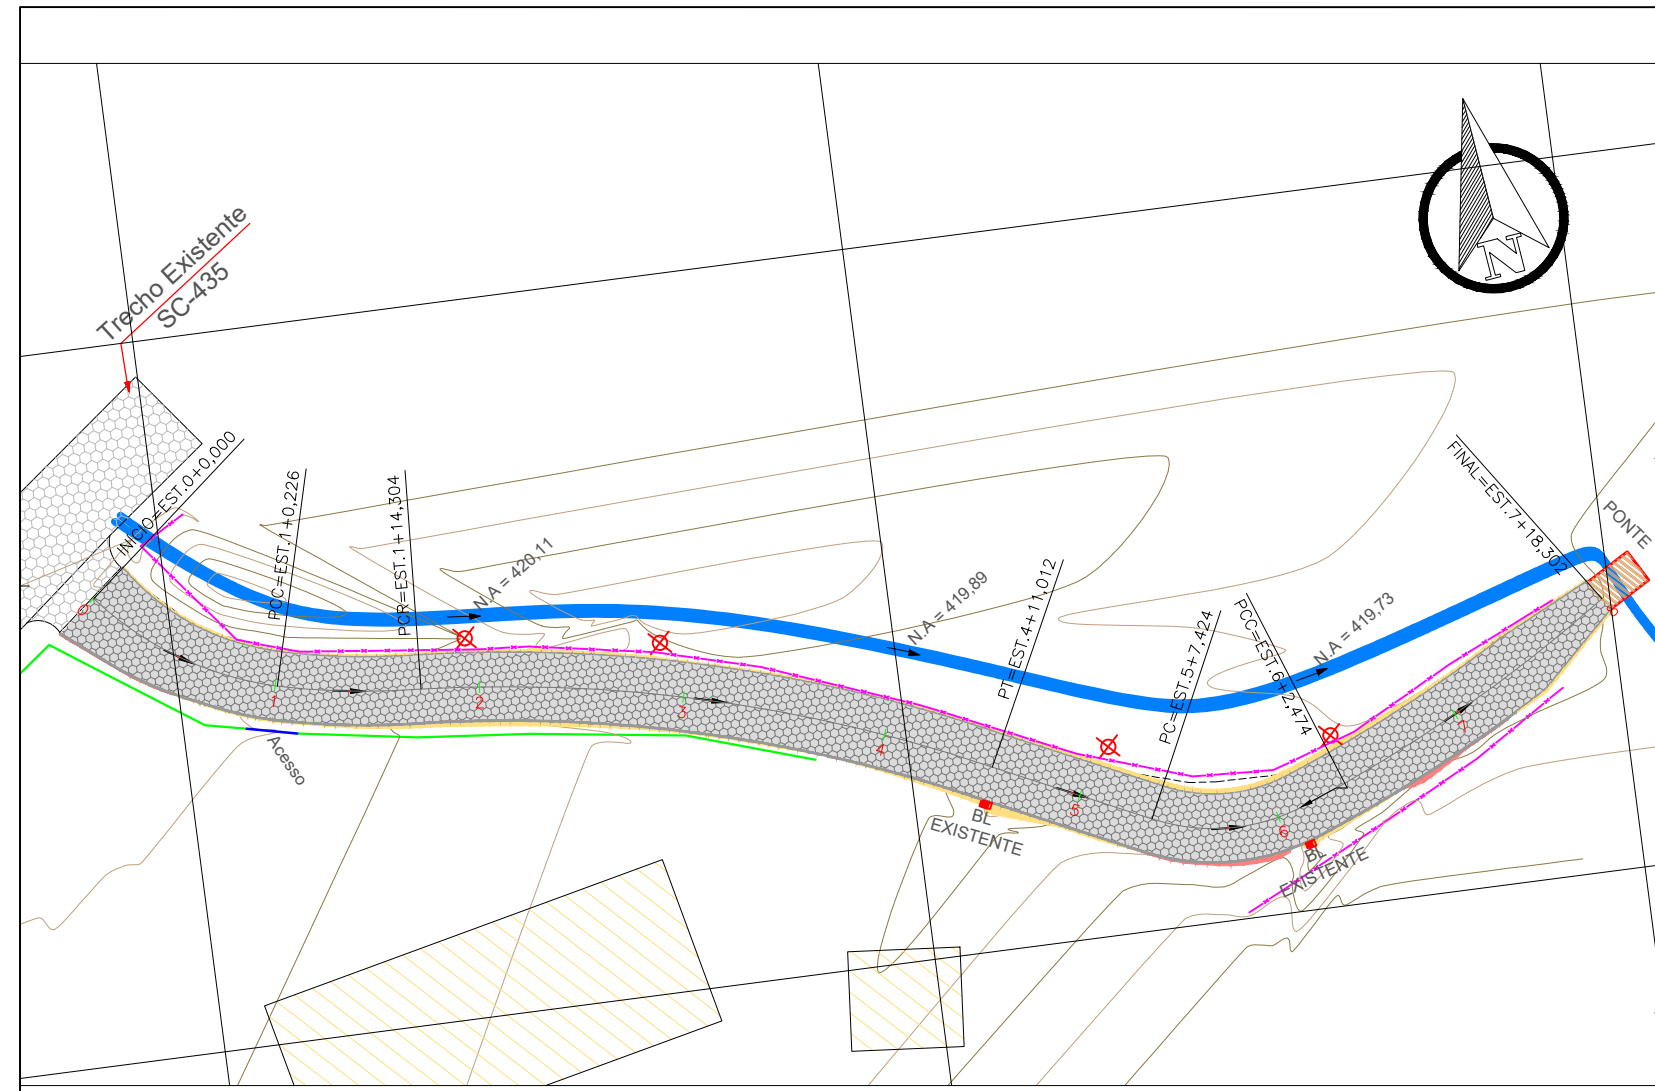 N
Trecho Existente
SC-435
INICIO=EST.0+0,000
PCC=EST.1+0,226
PCR=EST.1+14,304
N.A = 420,11
N.A = 419,89
PT=EST.4+11,012
PC=EST.5+7,424
PCC=EST.6+2,474
N.A = 419,73
FINAL=EST.7+18,302
PONTE
0
1
2
3
4
5
6
7
8
Acesso
BL
EXISTENTE
BL
EXISTENTE